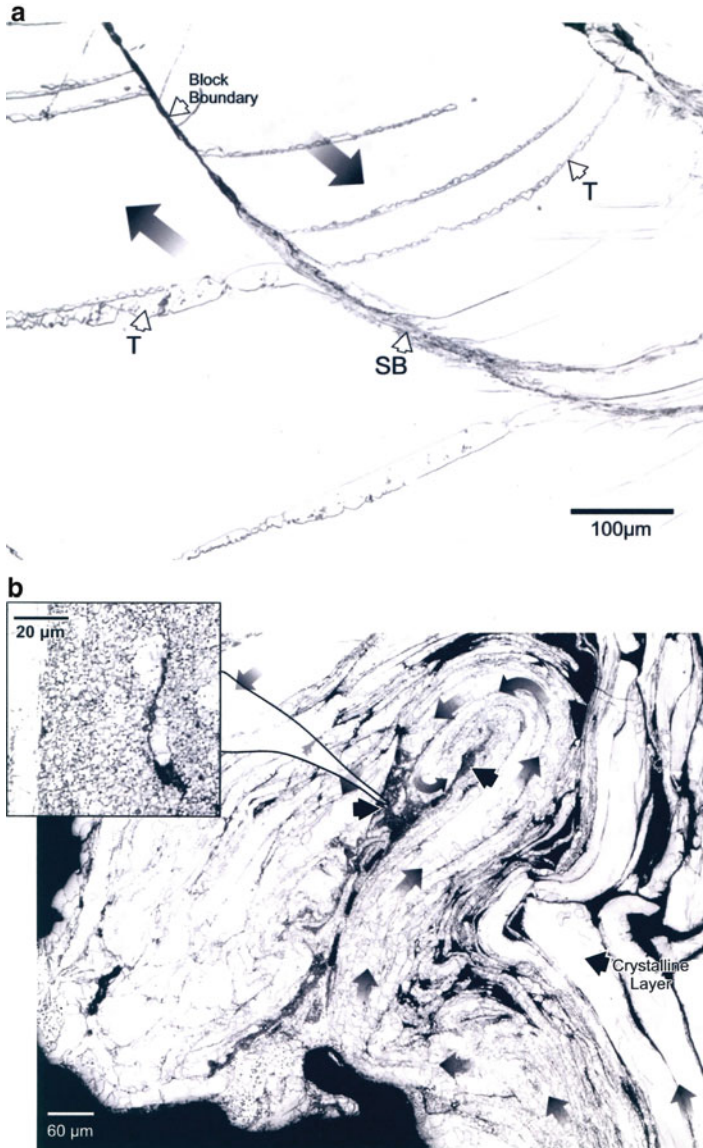 a
Block
Boundary
T
T
SB
100µm
b
20 µm
Crystalline
Layer
60 µm